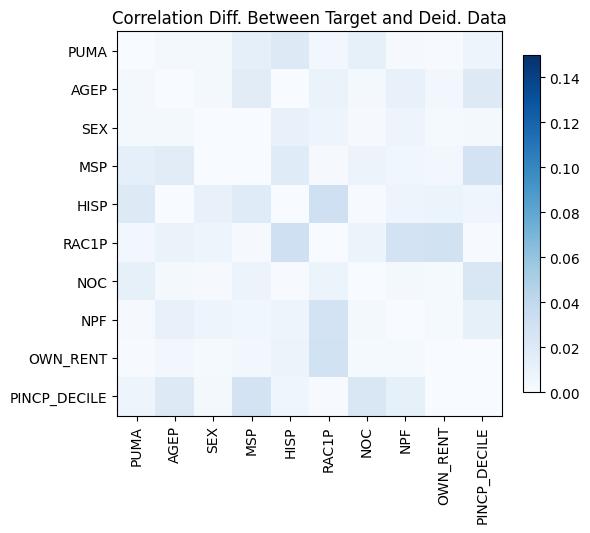 Correlation Diff. Between Target and Deid. Data
PUMA
AGEP
SEX
MSP
HISP
RAC1P
NOC
NPF
OWN_RENT
PINCP_DECILE
PUMA
AGEP
SEX
MSP
HISP
RAC1P
NOC
NPF
OWN_RENT
PINCP_DECILE
0.14
0.12
0.10
0.08
0.06
0.04
0.02
0.00